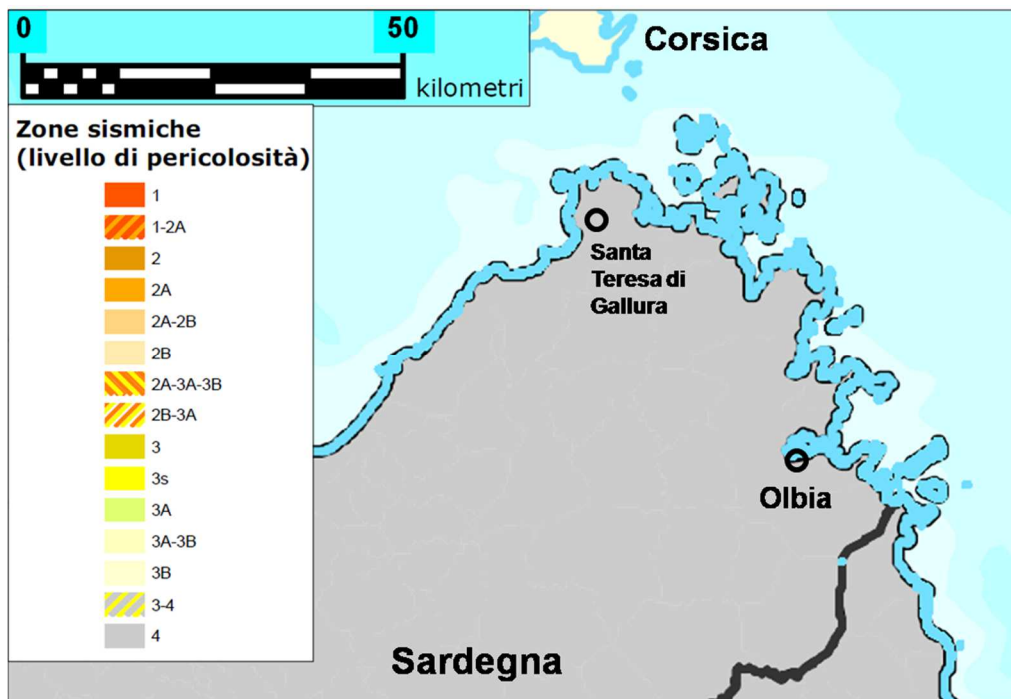 0 50
kilometri
Corsica
Zone sismiche
(livello di pericolosità)
1
1-2A
2
2A
2A-2B
2B
2A-3A-3B
2B-3A
3
3s
3A
3A-3B
3B
3-4
4
Santa
Teresa di
Gallura
Olbia
Sardegna